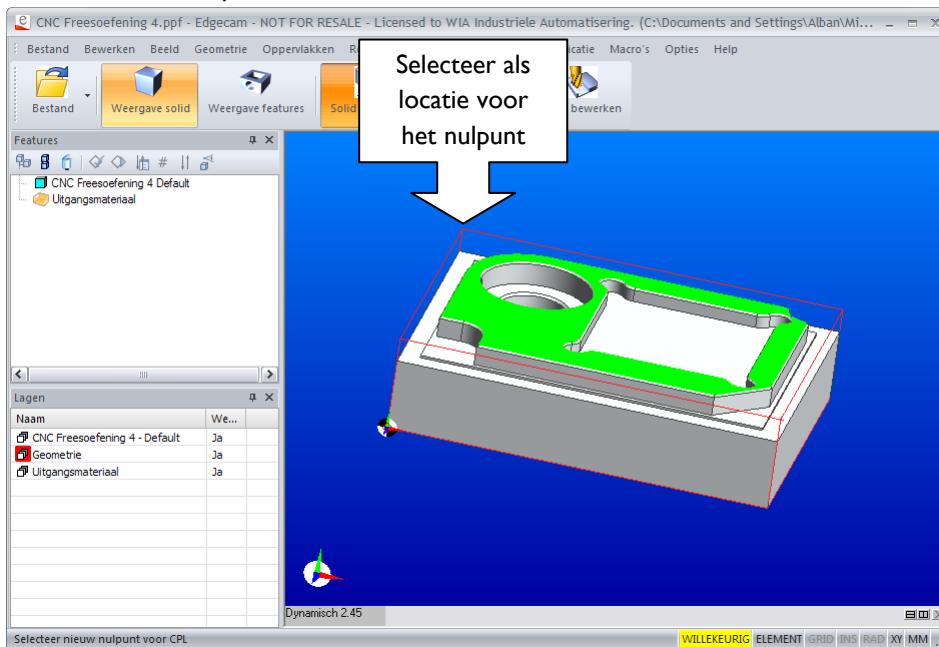 CNC Freesoefening 4.ppf - Edgecam - NOT FOR RESALE - Licensed to WIA Industriele Automatisering. (C:\Documents and Settings\Alban\Mi...
Bestand Bewerken Beeld Geometrie Oppervlakken Macro's Opties Help
Bestand Weergave solid Weergave features Solid bewerken
Selecteer als
locatie voor
het nulpunt
Features
CNC Freesoefening 4 Default
Uitgangsmateriaal
Lagen
Naam We...
CNC Freesoefening 4 - Default Ja
Geometrie Ja
Uitgangsmateriaal Ja
Dynamisch 2.45
Selecteer nieuw nulpunt voor CPL WILLEKEURIG ELEMENT GRID INS RAD XY MM